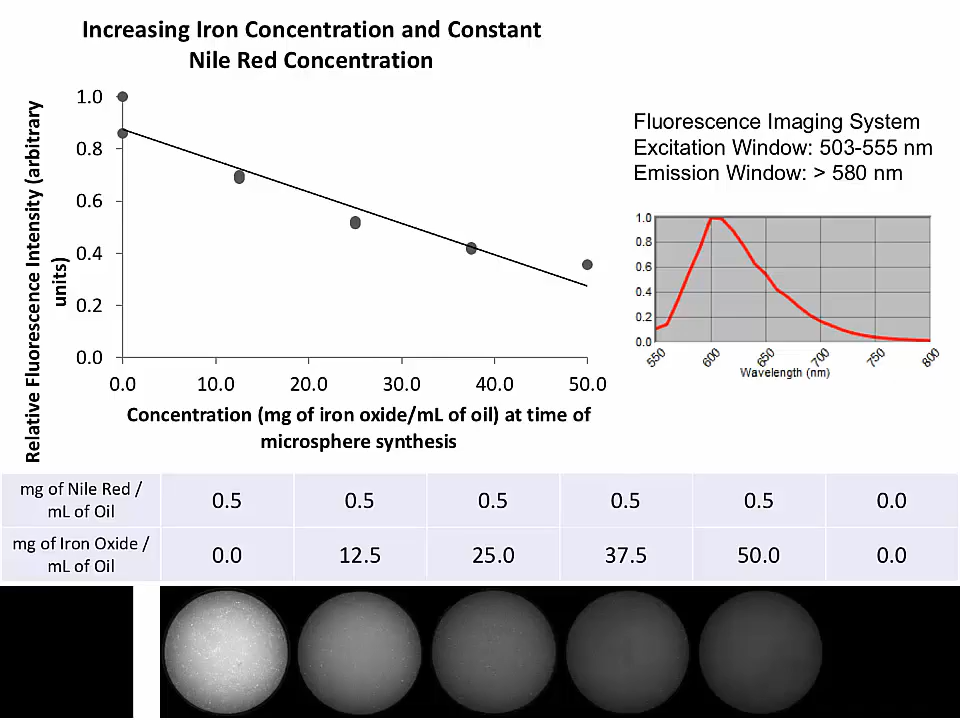 Increasing Iron Concentration and Constant
Nile Red Concentration
Relative Fluorescence Intensity (arbitrary
units)
1.0
0.8
0.6
0.4
0.2
0.0
0.0 10.0 20.0 30.0 40.0 50.0
Concentration (mg of iron oxide/mL of oil) at time of
microsphere synthesis
Fluorescence Imaging System
Excitation Window: 503-555 nm
Emission Window: > 580 nm
1.0
0.8
0.6
0.4
0.2
0.0
550 600 650 700 750 800
Wavelength (nm)
mg of Nile Red /
mL of Oil
0.5 0.5 0.5 0.5 0.5 0.0
mg of Iron Oxide /
mL of Oil
0.0 12.5 25.0 37.5 50.0 0.0